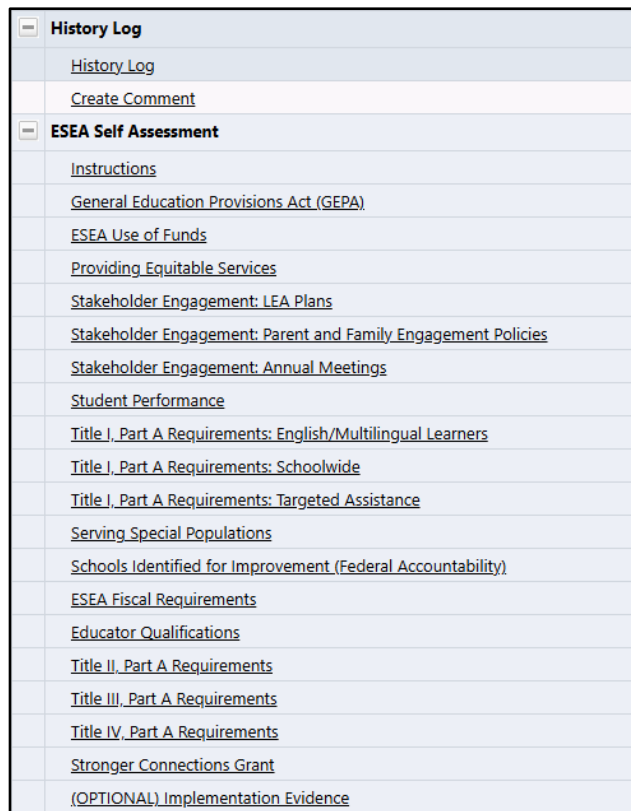 History Log
History Log
Create Comment
ESEA Self Assessment
Instructions
General Education Provisions Act (GEPA)
ESEA Use of Funds
Providing Equitable Services
Stakeholder Engagement: LEA Plans
Stakeholder Engagement: Parent and Family Engagement Policies
Stakeholder Engagement: Annual Meetings
Student Performance
Title I, Part A Requirements: English/Multilingual Learners
Title I, Part A Requirements: Schoolwide
Title I, Part A Requirements: Targeted Assistance
Serving Special Populations
Schools Identified for Improvement (Federal Accountability)
ESEA Fiscal Requirements
Educator Qualifications
Title II, Part A Requirements
Title III, Part A Requirements
Title IV, Part A Requirements
Stronger Connections Grant
(OPTIONAL) Implementation Evidence